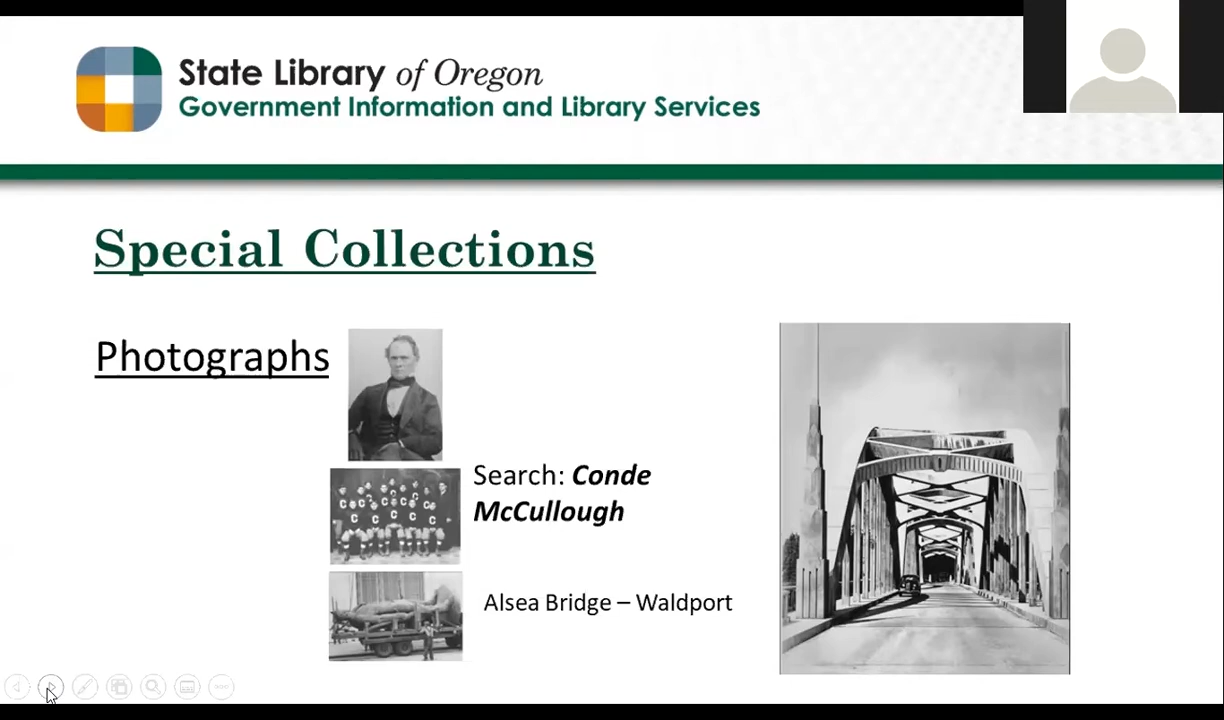 State Library of Oregon
Government Information and Library Services
Special Collections
Photographs
Search: Conde
McCullough
Alsea Bridge – Waldport
C C C C C
C C C C C